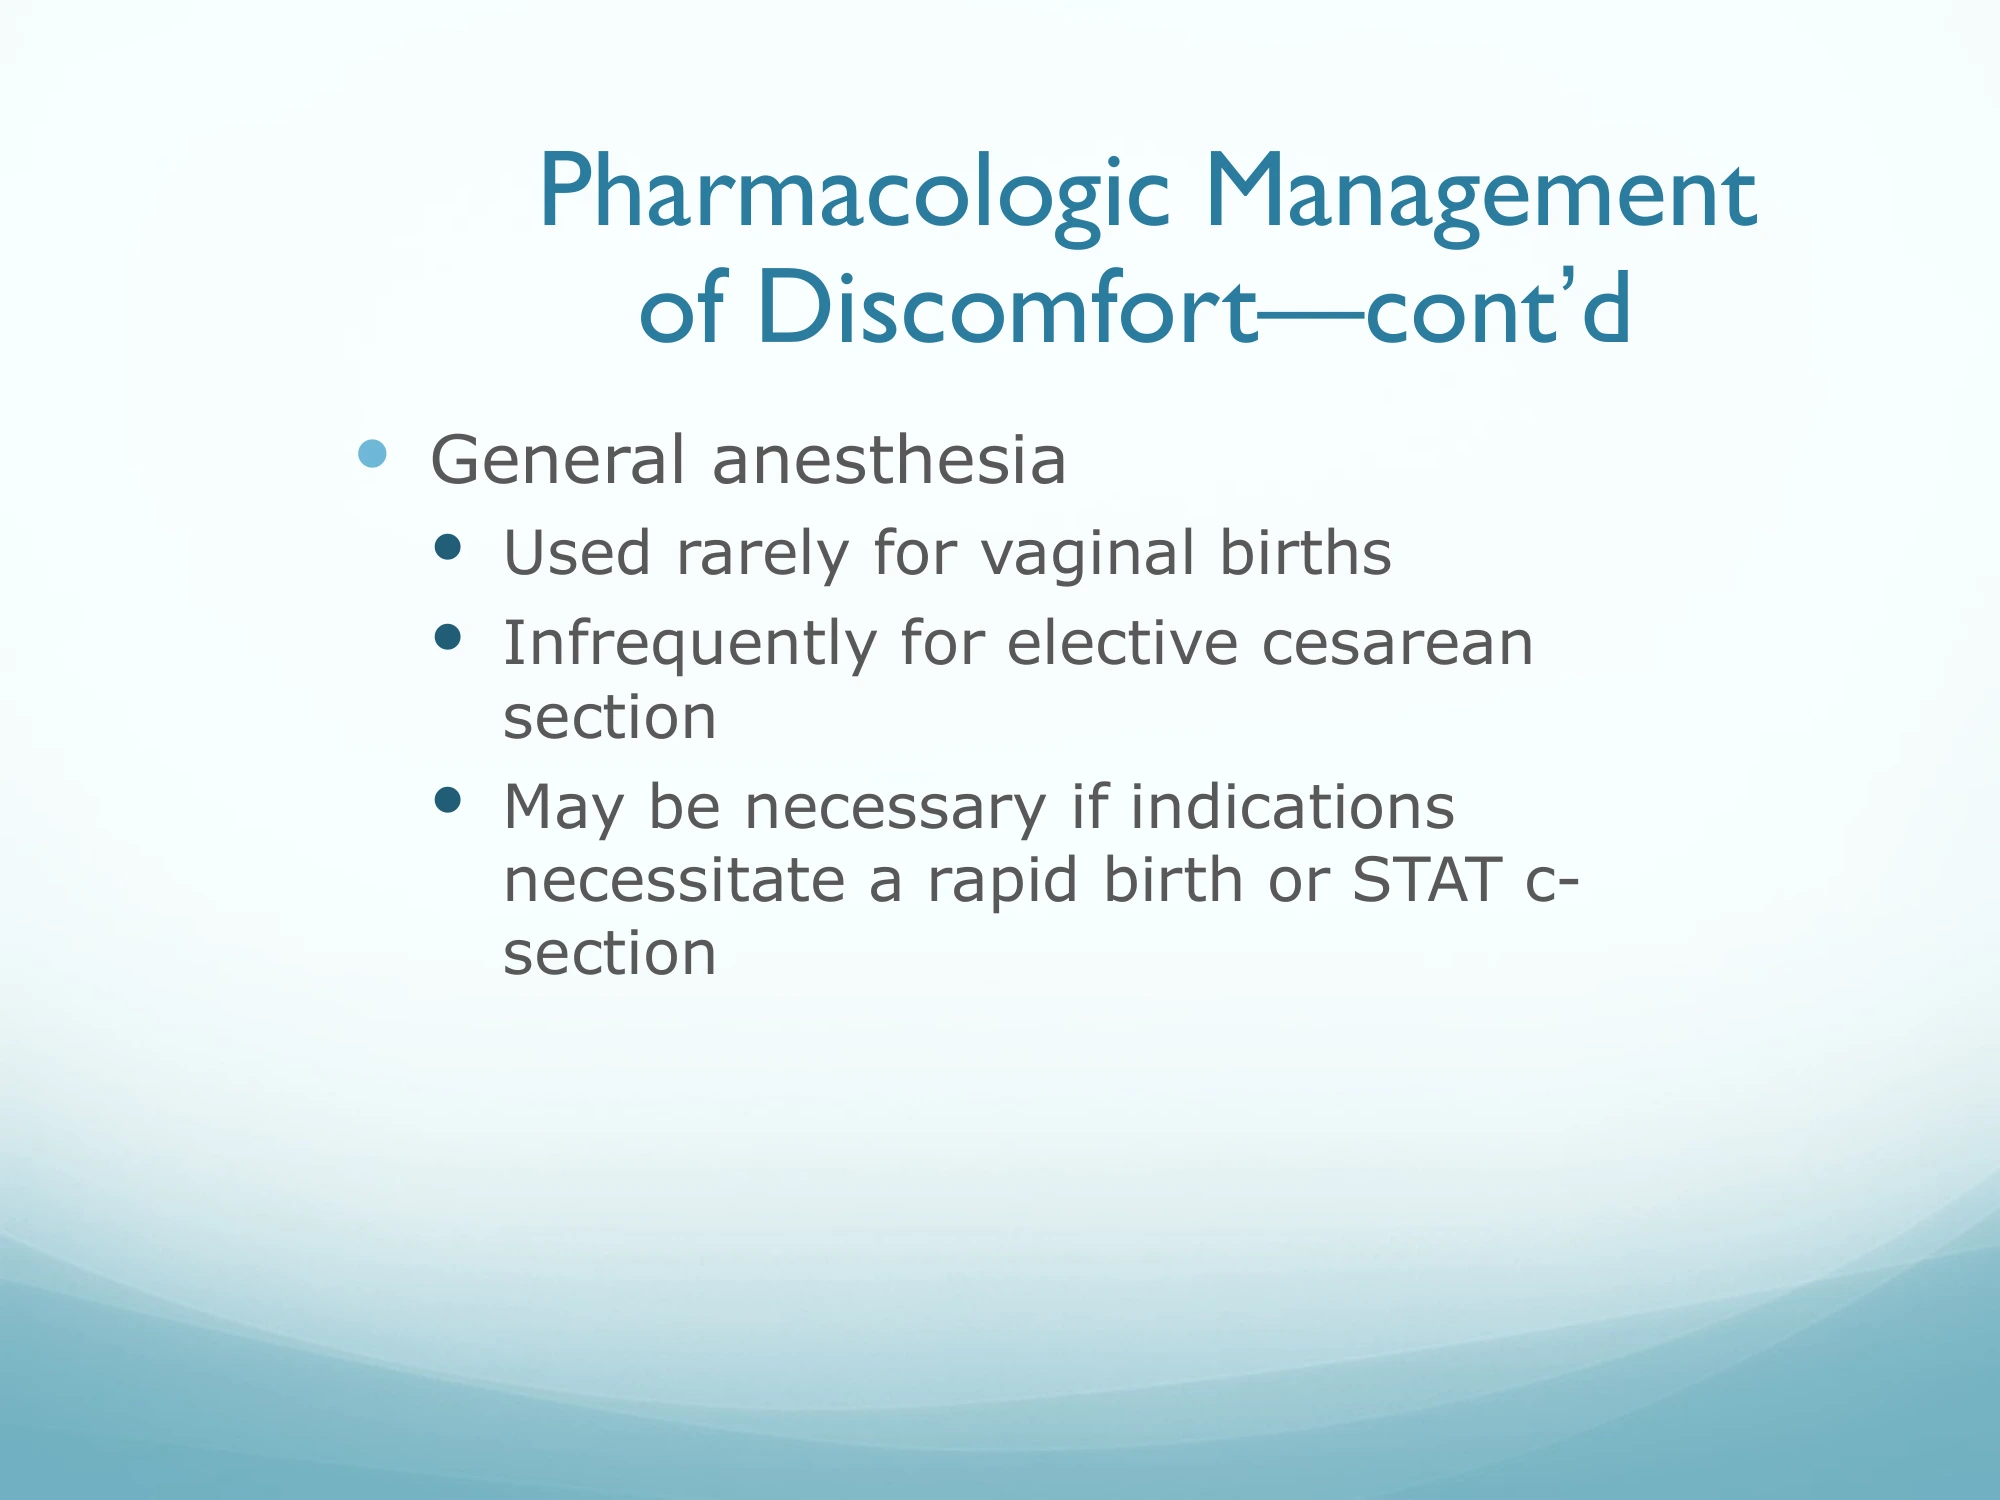 Pharmacologic Management
of Discomfort—cont’d
• General anesthesia
• Used rarely for vaginal births
• Infrequently for elective cesarean
section
• May be necessary if indications
necessitate a rapid birth or STAT c-
section